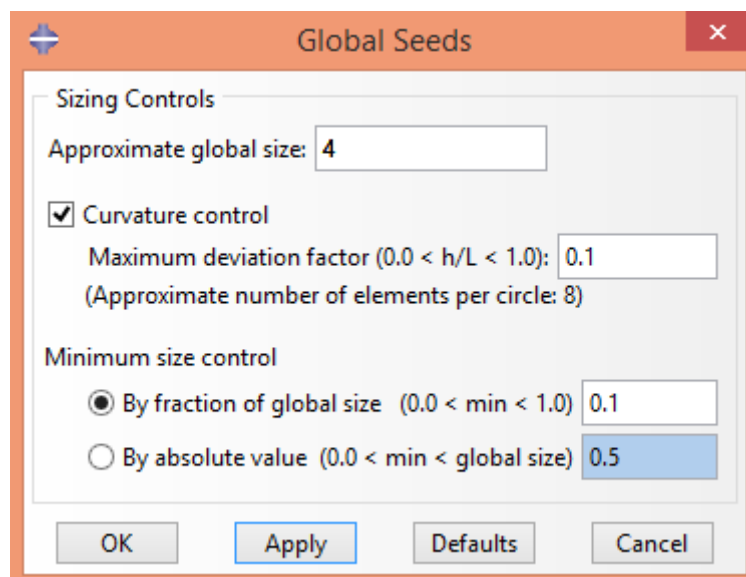 Global Seeds
Sizing Controls
Approximate global size: 4
Curvature control
Maximum deviation factor (0.0 < h/L < 1.0): 0.1
(Approximate number of elements per circle: 8)
Minimum size control
By fraction of global size (0.0 < min < 1.0) 0.1
By absolute value (0.0 < min < global size) 0.5
OK Apply Defaults Cancel